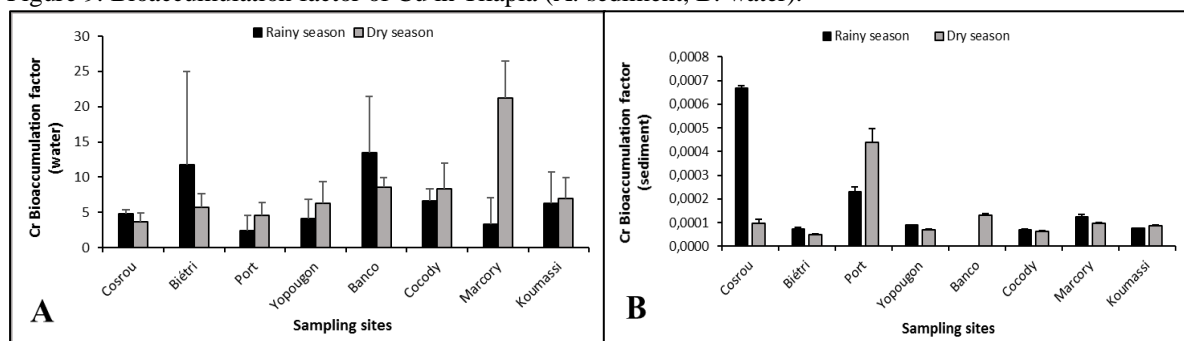 Figure 9: Bioaccumulation factor of Cd in Tilapia (A: sediment, B: water).
Rainy season Dry season
Cr Bioaccumulation factor
(water)
30
25
20
15
10
5
0
Cosrou
Biétri
Port
Yopougon
Banco
Cocody
Marcory
Koumassi
A
Sampling sites
Rainy season Dry season
Cr Bioaccumulation factor
(sediment)
0,0008
0,0007
0,0006
0,0005
0,0004
0,0003
0,0002
0,0001
0,0000
Cosrou
Biétri
Port
Yopougon
Banco
Cocody
Marcory
Koumassi
B
Sampling sites